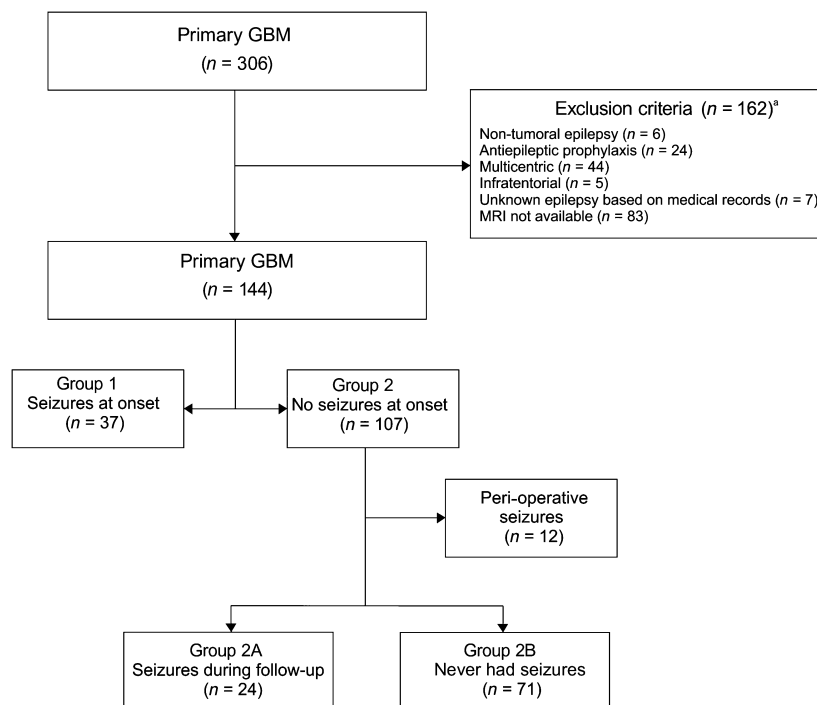 Primary GBM
(n = 306)
Exclusion criteria (n = 162)a
Non-tumoral epilepsy (n = 6)
Antiepileptic prophylaxis (n = 24)
Multicentric (n = 44)
Infratentorial (n = 5)
Unknown epilepsy based on medical records (n = 7)
MRI not available (n = 83)
Primary GBM
(n = 144)
Group 1
Seizures at onset
(n = 37)
Group 2
No seizures at onset
(n = 107)
Peri-operative
seizures
(n = 12)
Group 2A
Seizures during follow-up
(n = 24)
Group 2B
Never had seizures
(n = 71)